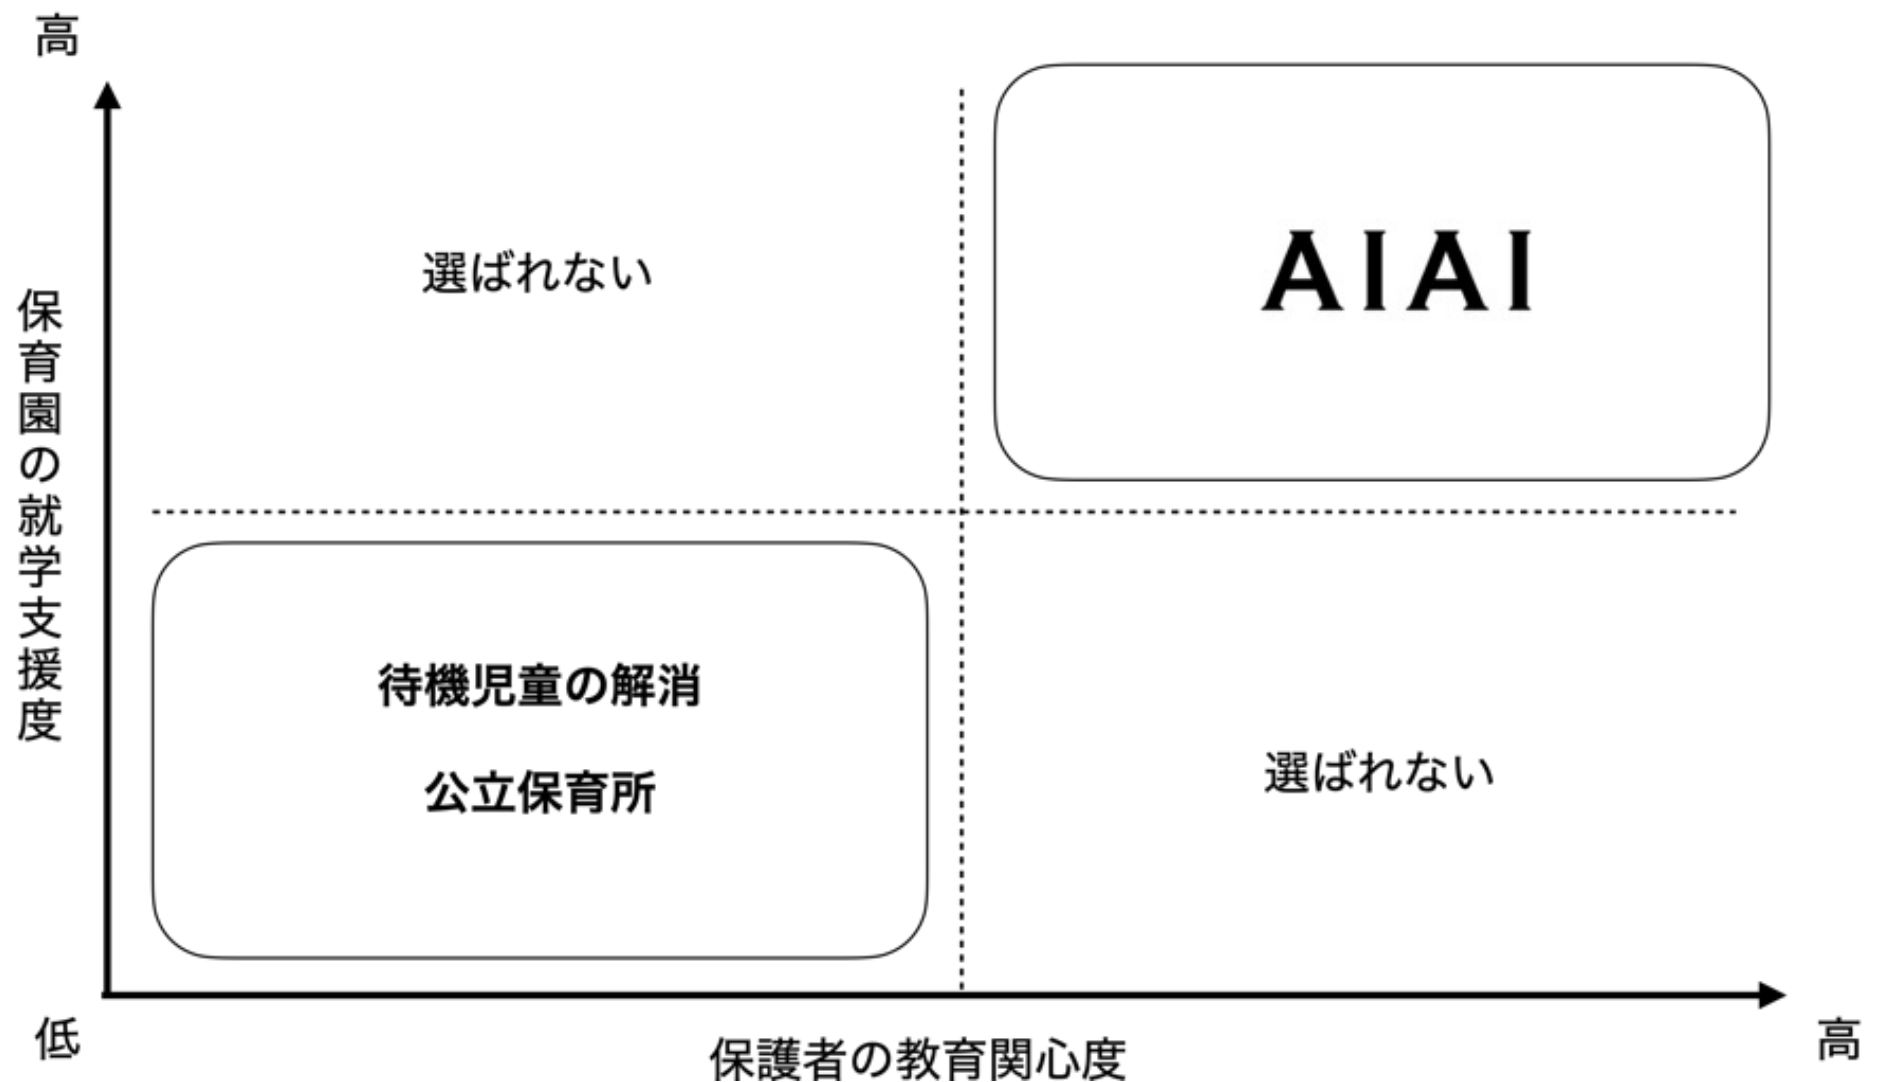 高
選ばれない
AIAI
保育園の就学支援度
待機児童の解消
公立保育所
選ばれない
低
保護者の教育関心度
高